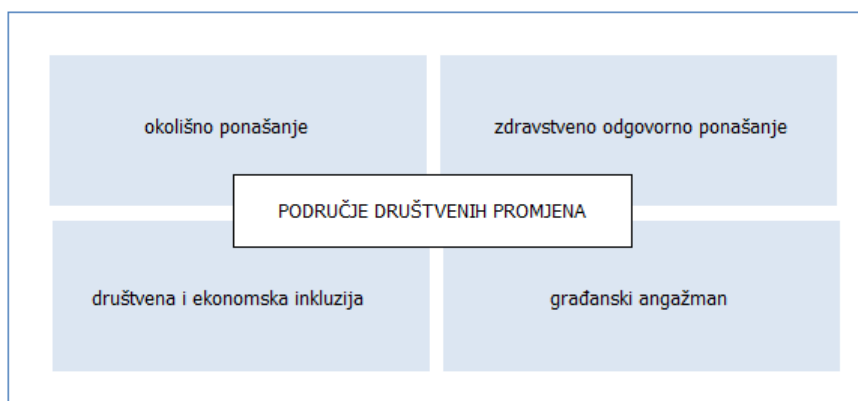 okolišno ponašanje
zdravstveno odgovorno ponašanje
PODRUČJE DRUŠTVENIH PROMJENA
društvena i ekonomska inkluzija
građanski angažman